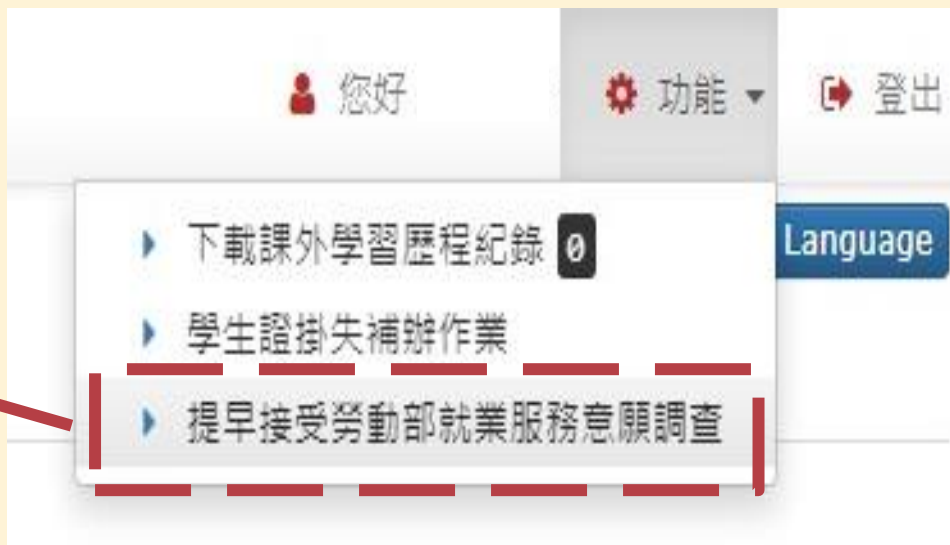 您好 功能 登出
Language
下載課外學習歷程紀錄 0
學生證掛失補辦作業
提早接受勞動部就業服務意願調查